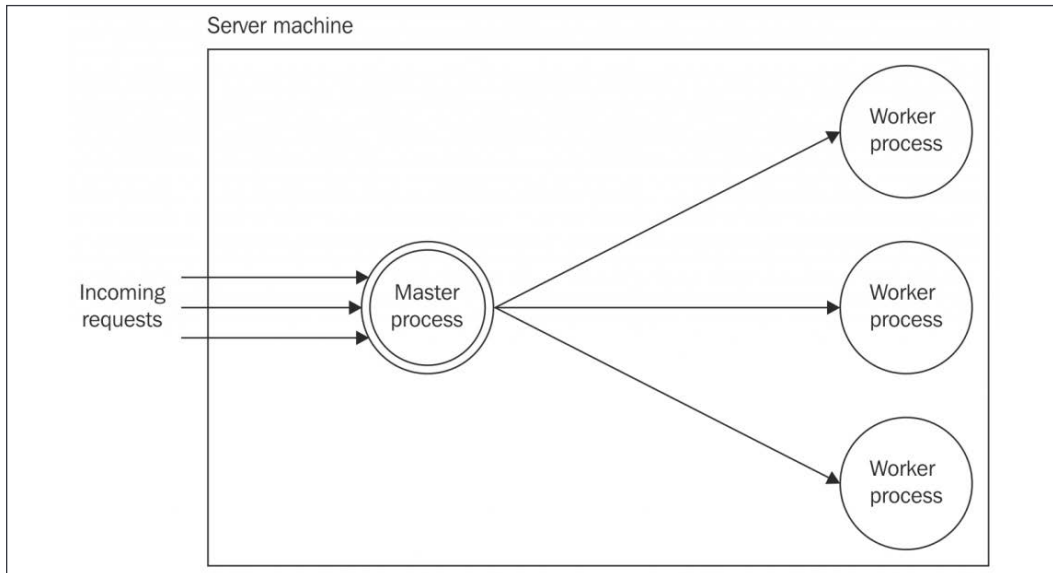 Server machine
Worker
process
Incoming
requests
Master
process
Worker
process
Worker
process